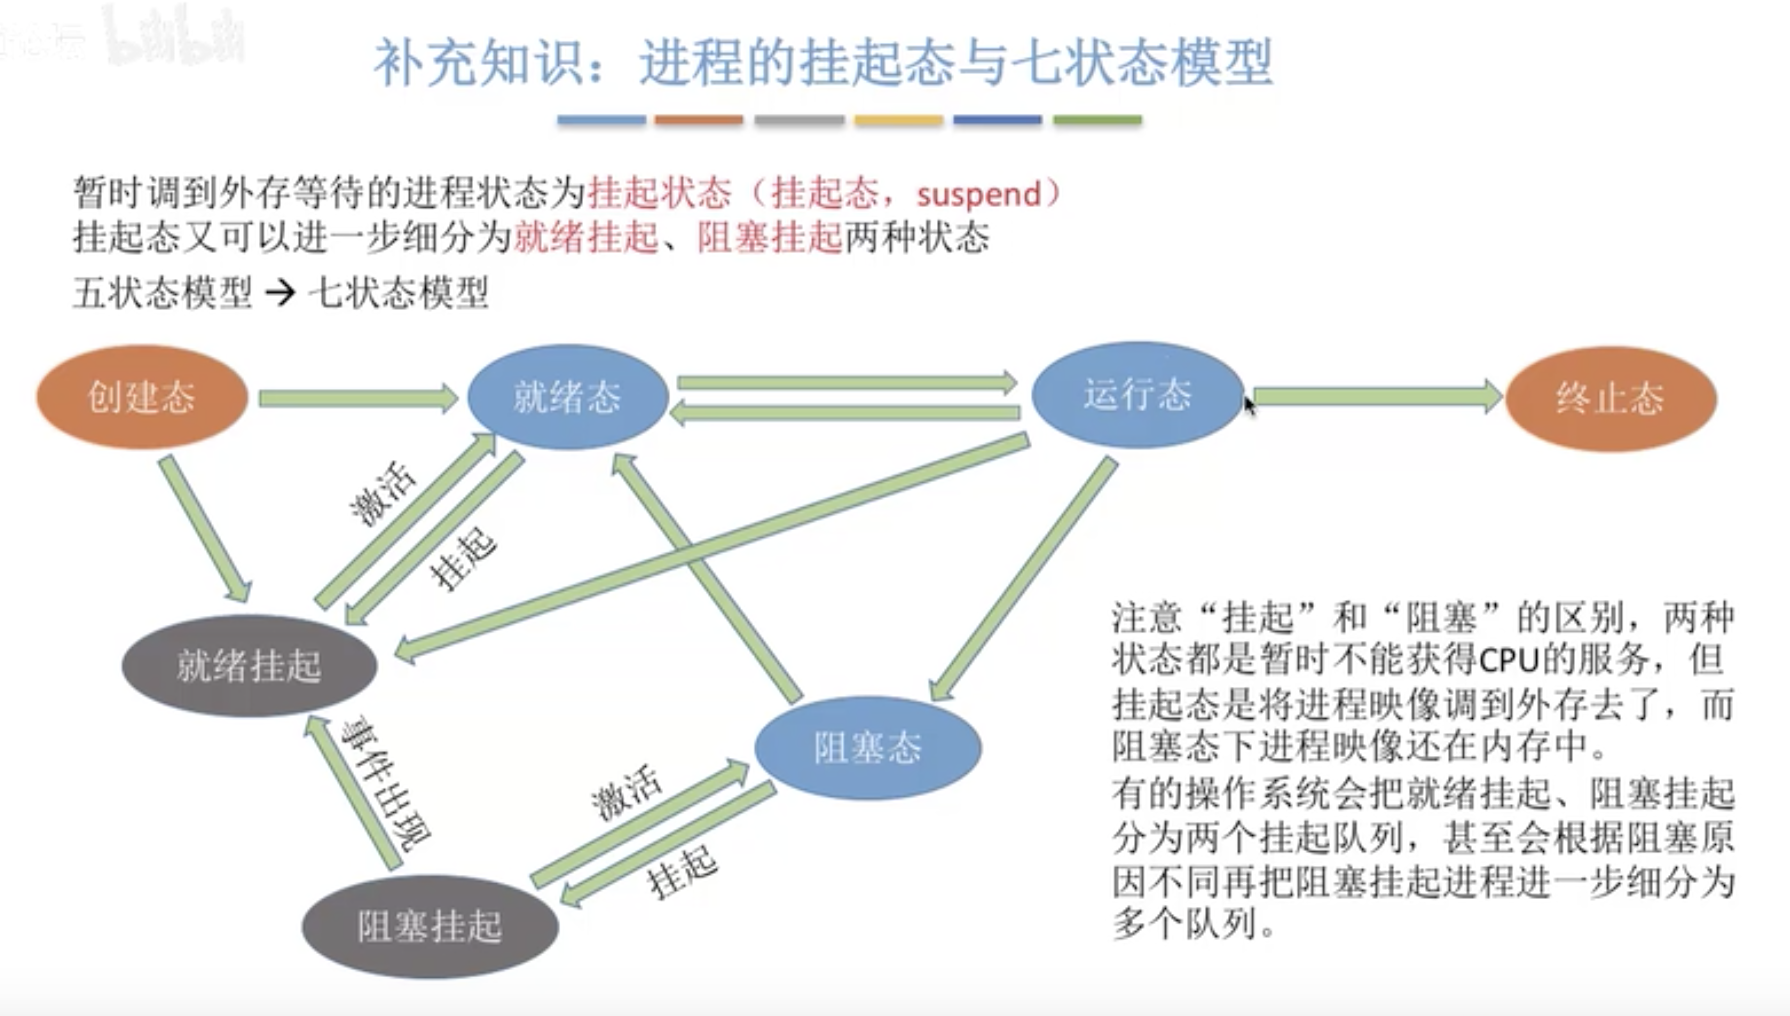 bilibili
补充知识：进程的挂起态与七状态模型
暂时调到外存等待的进程状态为挂起状态（挂起态，suspend）
挂起态又可以进一步细分为就绪挂起、阻塞挂起两种状态
五状态模型→七状态模型
创建态
就绪态
运行态
终止态
激活
挂起
就绪挂起
事件出现
阻塞态
激活
挂起
阻塞挂起
注意“挂起”和“阻塞”的区别，两种
状态都是暂时不能获得CPU的服务，但
挂起态是将进程映像调到外存去了，而
阻塞态下进程映像还在内存中。
有的操作系统会把就绪挂起、阻塞挂起
分为两个挂起队列，甚至会根据阻塞原
因不同再把阻塞挂起进程进一步细分为
多个队列。